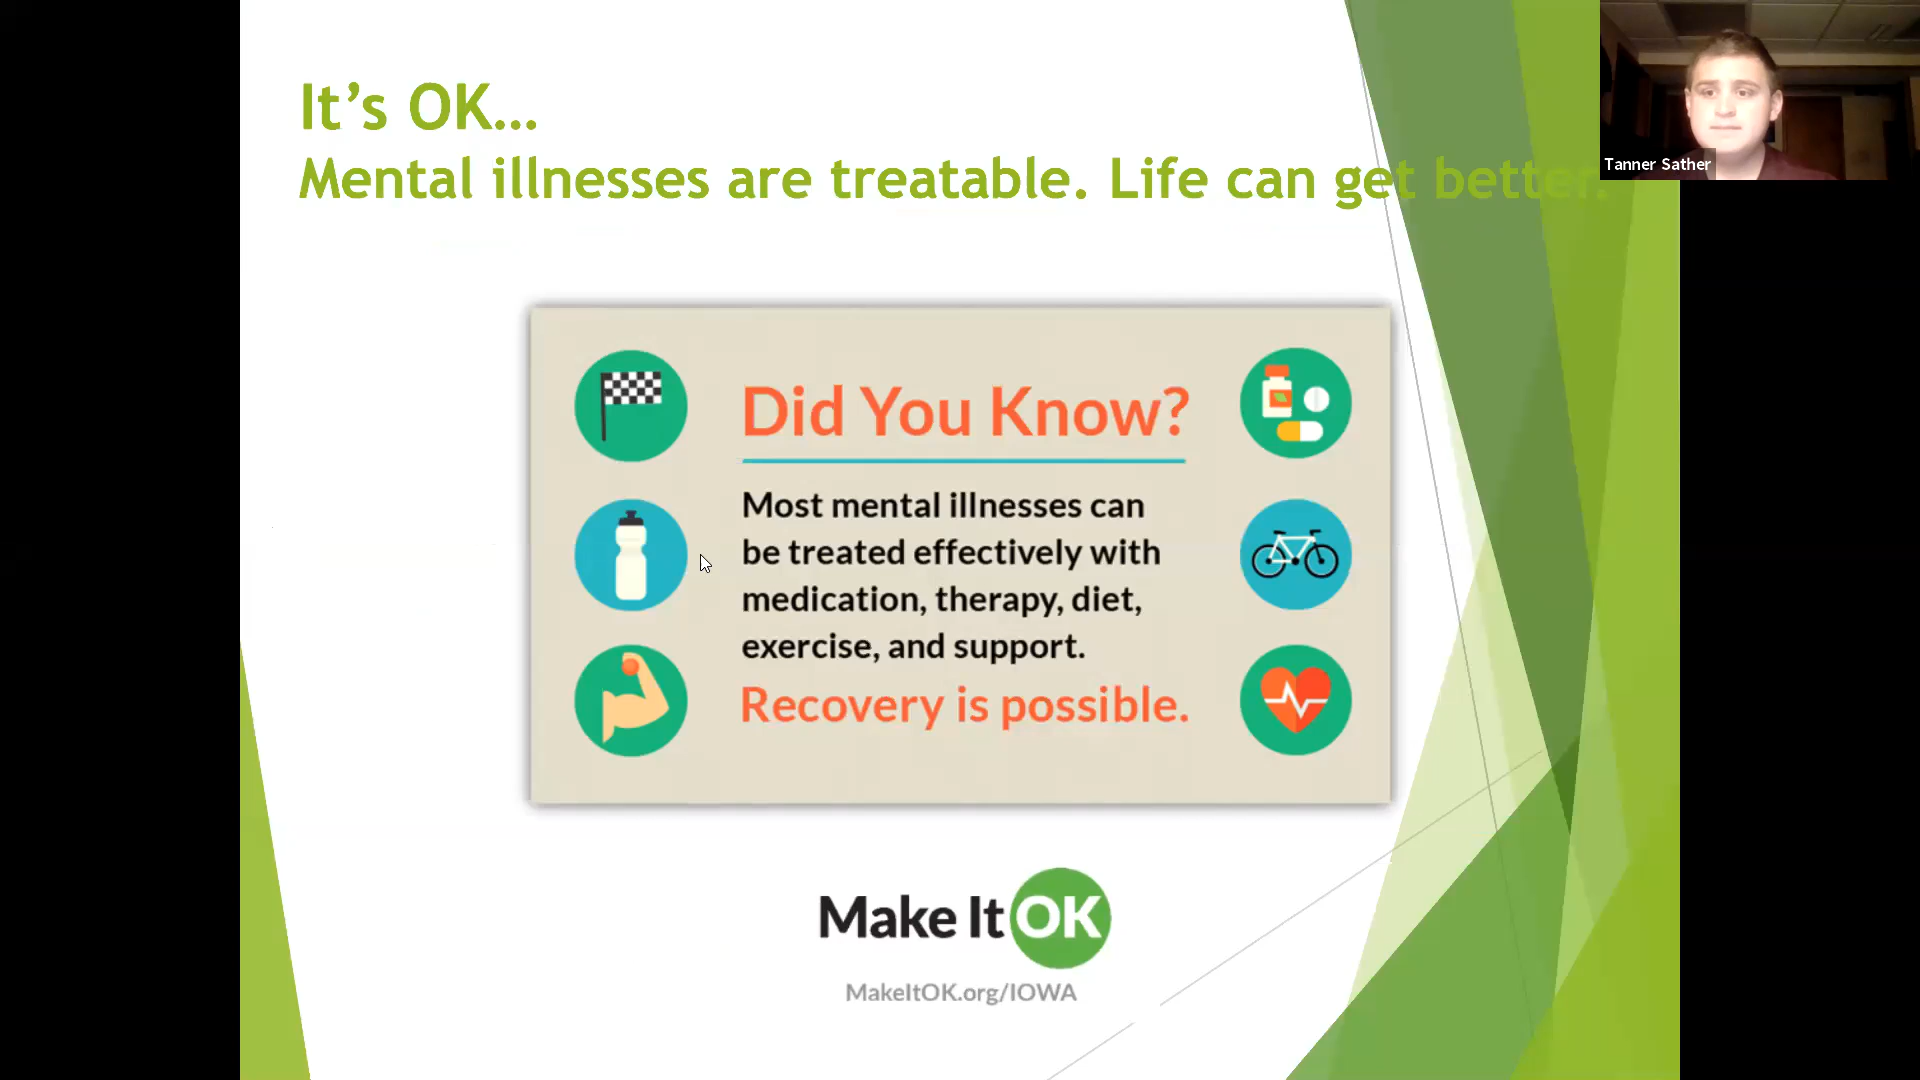 It’s OK…
Mental illnesses are treatable. Life can get better.
Tanner Sather
Did You Know?
Most mental illnesses can
be treated effectively with
medication, therapy, diet,
exercise, and support.
Recovery is possible.
Make It OK
MakeItOK.org/IOWA